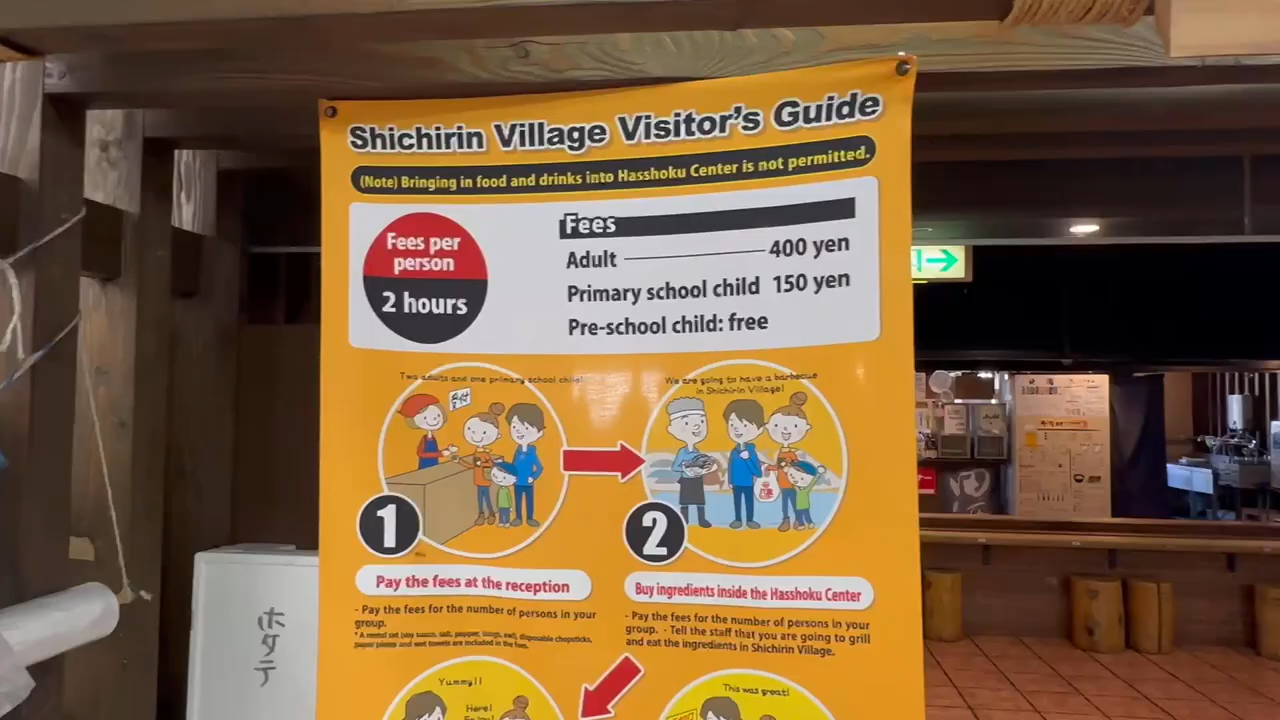 Shichirin Village Visitor's Guide
(Note) Bringing in food and drinks into Hasshoku Center is not permitted.
Fees per
person
2 hours
Fees
Adult 400 yen
Primary school child 150 yen
Pre-school child: free
Two adults and one primary school child!
受付
We are going to have a barbecue
in Shichirin Village!
1
2
Pay the fees at the reception
- Pay the fees for the number of persons in your
group.
* A rental set (soy sauce, salt, pepper, tongs, net), disposable chopsticks,
paper plates and wet towels are included in the fees.
Buy ingredients inside the Hasshoku Center
- Pay the fees for the number of persons in your
group. - Tell the staff that you are going to grill
and eat the ingredients in Shichirin Village.
Yummy!!
Here!
Enjoy!
This was great!
ホタテ